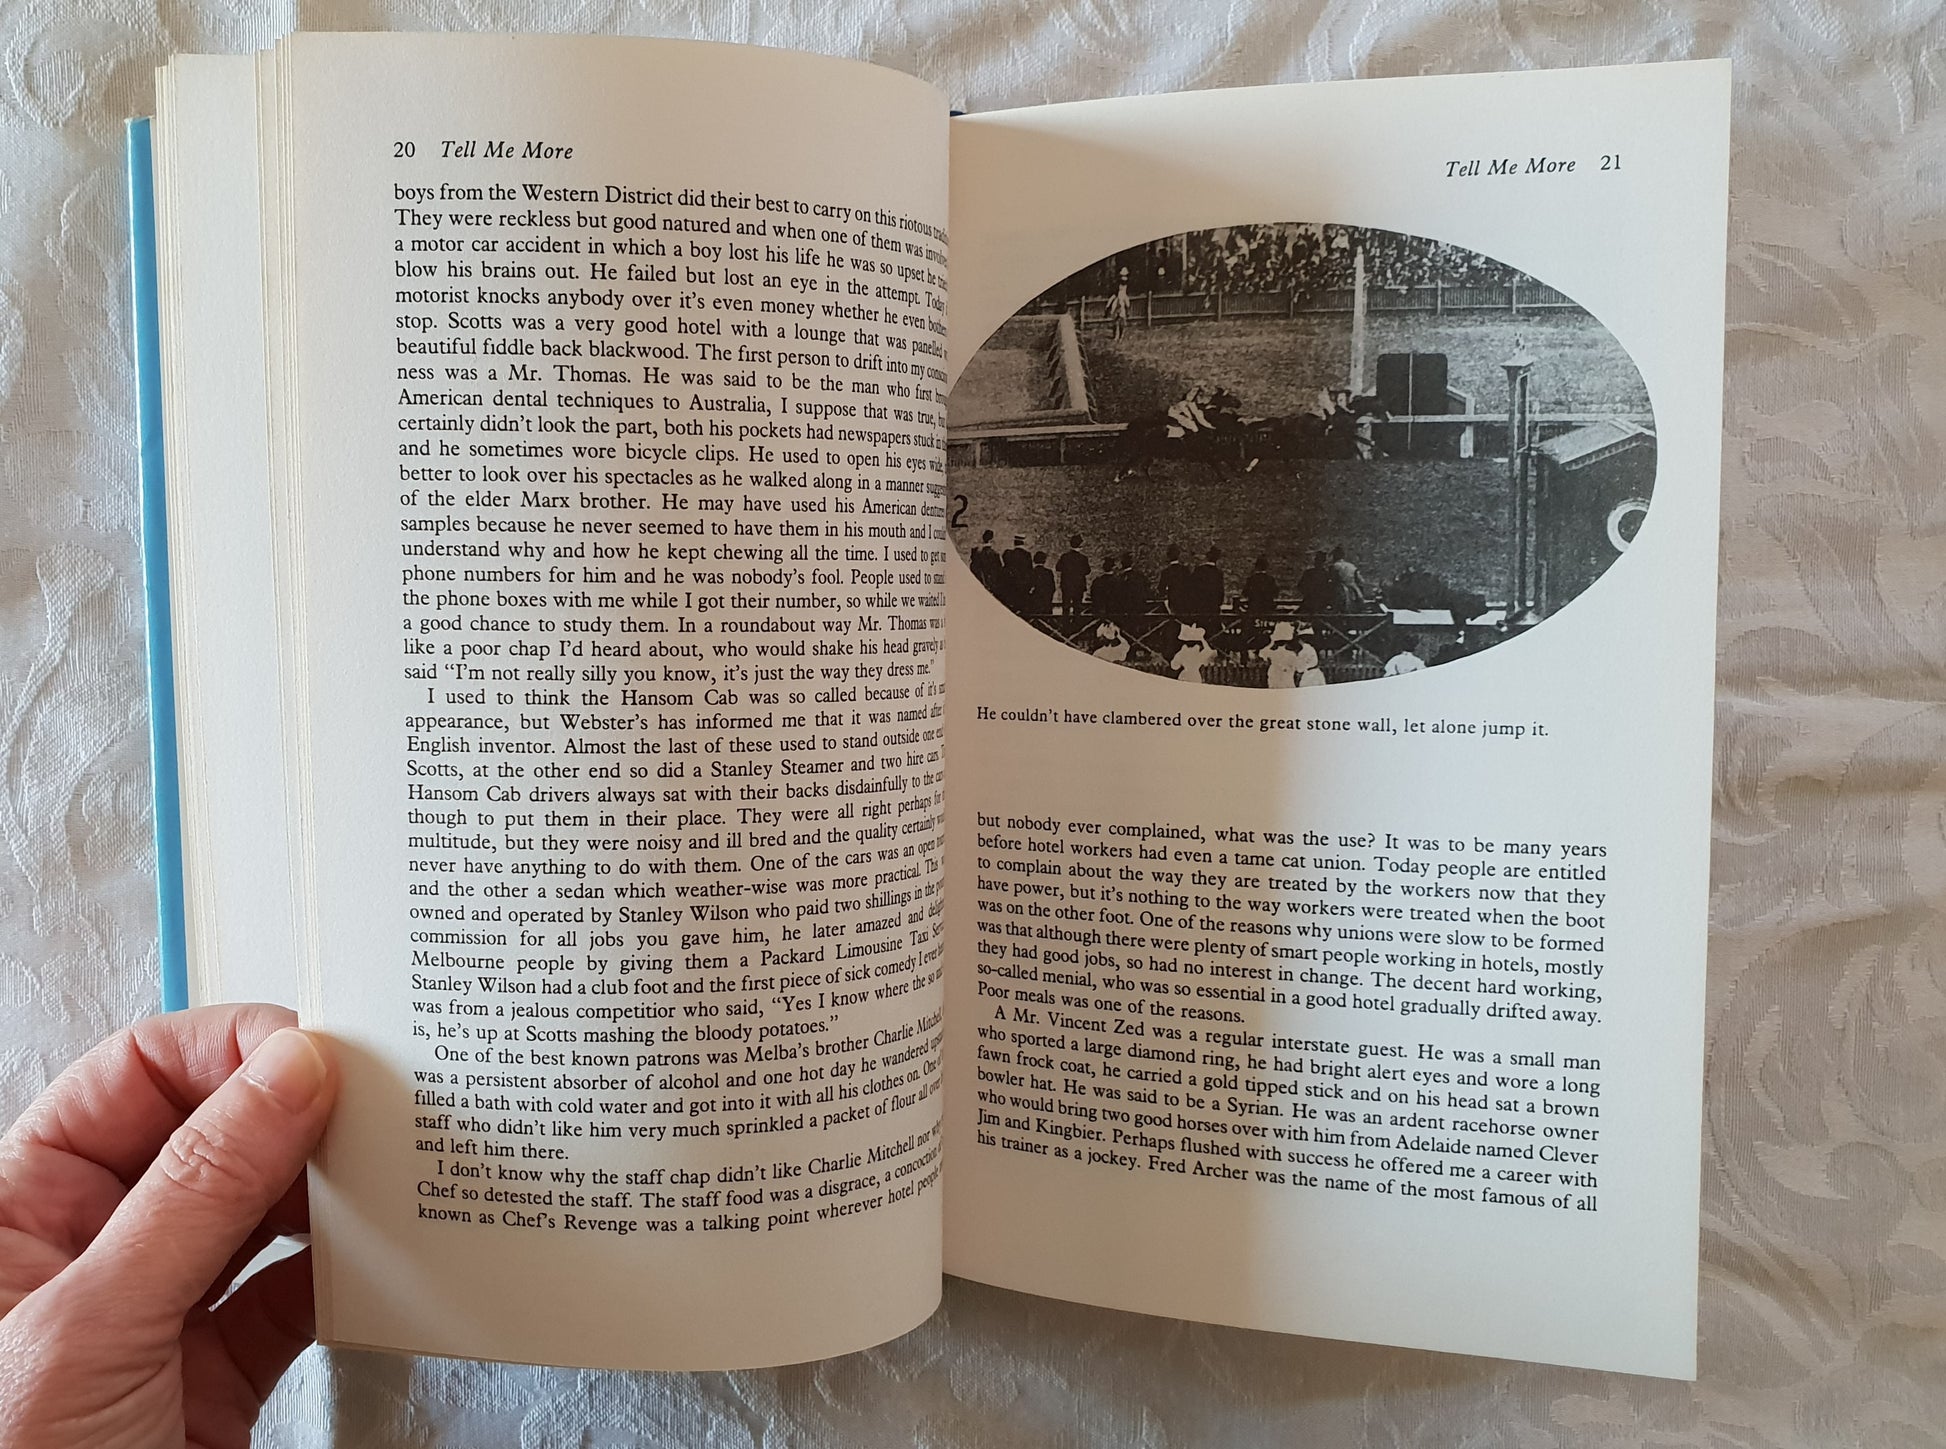 20 Tell Me More
boys from the Western District did their best to carry on this riotous
They were reckless but good natured and when one of them was
a motor car accident in which a boy lost his life he was so upset he
blow his brains out. He failed but lost an eye in the attempt. Today
motorist knocks anybody over it's even money whether he even
stop. Scotts was a very good hotel with a lounge that was panelled
beautiful fiddle back blackwood. The first person to drift into my
ness was a Mr. Thomas. He was said to be the man who first
American dental techniques to Australia, I suppose that was true,
certainly didn't look the part, both his pockets had newspapers stuck in
and he sometimes wore bicycle clips. He used to open his eyes wide,
better to look over his spectacles as he walked along in a manner
of the elder Marx brother. He may have used his American
samples because he never seemed to have them in his mouth and I
understand why and how he kept chewing all the time. I used to get
phone numbers for him and he was nobody's fool. People used to
the phone boxes with me while I got their number, so while we waited
a good chance to study them. In a roundabout way Mr. Thomas was
like a poor chap I'd heard about, who would shake his head gravely
said "I'm not really silly you know, it's just the way they dress me."
I used to think the Hansom Cab was so called because of it's
appearance, but Webster's has informed me that it was named after
English inventor. Almost the last of these used to stand outside one
Scotts, at the other end so did a Stanley Steamer and two hire cars.
Hansom Cab drivers always sat with their backs disdainfully to the
though to put them in their place. They were all right perhaps for
multitude, but they were noisy and ill bred and the quality certainly
never have anything to do with them. One of the cars was an open
and the other a sedan which weather-wise was more practical. This
owned and operated by Stanley Wilson who paid two shillings in the
commission for all jobs you gave him, he later amazed and
Melbourne people by giving them a Packard Limousine Taxi
Stanley Wilson had a club foot and the first piece of sick comedy I ever
was from a jealous competitior who said, "Yes I know where the so and
is, he's up at Scotts mashing the bloody potatoes."
One of the best known patrons was Melba's brother Charlie Mitchell.
was a persistent absorber of alcohol and one hot day he wandered
filled a bath with cold water and got into it with all his clothes on. One
staff who didn't like him very much sprinkled a packet of flour all over
and left him there.
I don't know why the staff chap didn't like Charlie Mitchell nor why
Chef so detested the staff. The staff food was a disgrace, a concoction
known as Chef's Revenge was a talking point wherever hotel people
Tell Me More 21
2
He couldn't have clambered over the great stone wall, let alone jump it.
but nobody ever complained, what was the use? It was to be many years
before hotel workers had even a tame cat union. Today people are entitled
to complain about the way they are treated by the workers now that they
have power, but it's nothing to the way workers were treated when the boot
was on the other foot. One of the reasons why unions were slow to be formed
was that although there were plenty of smart people working in hotels, mostly
they had good jobs, so had no interest in change. The decent hard working,
so-called menial, who was so essential in a good hotel gradually drifted away.
Poor meals was one of the reasons.
A Mr. Vincent Zed was a regular interstate guest. He was a small man
who sported a large diamond ring, he had bright alert eyes and wore a long
fawn frock coat, he carried a gold tipped stick and on his head sat a brown
bowler hat. He was said to be a Syrian. He was an ardent racehorse owner
who would bring two good horses over with him from Adelaide named Clever
Jim and Kingbier. Perhaps flushed with success he offered me a career with
his trainer as a jockey. Fred Archer was the name of the most famous of all